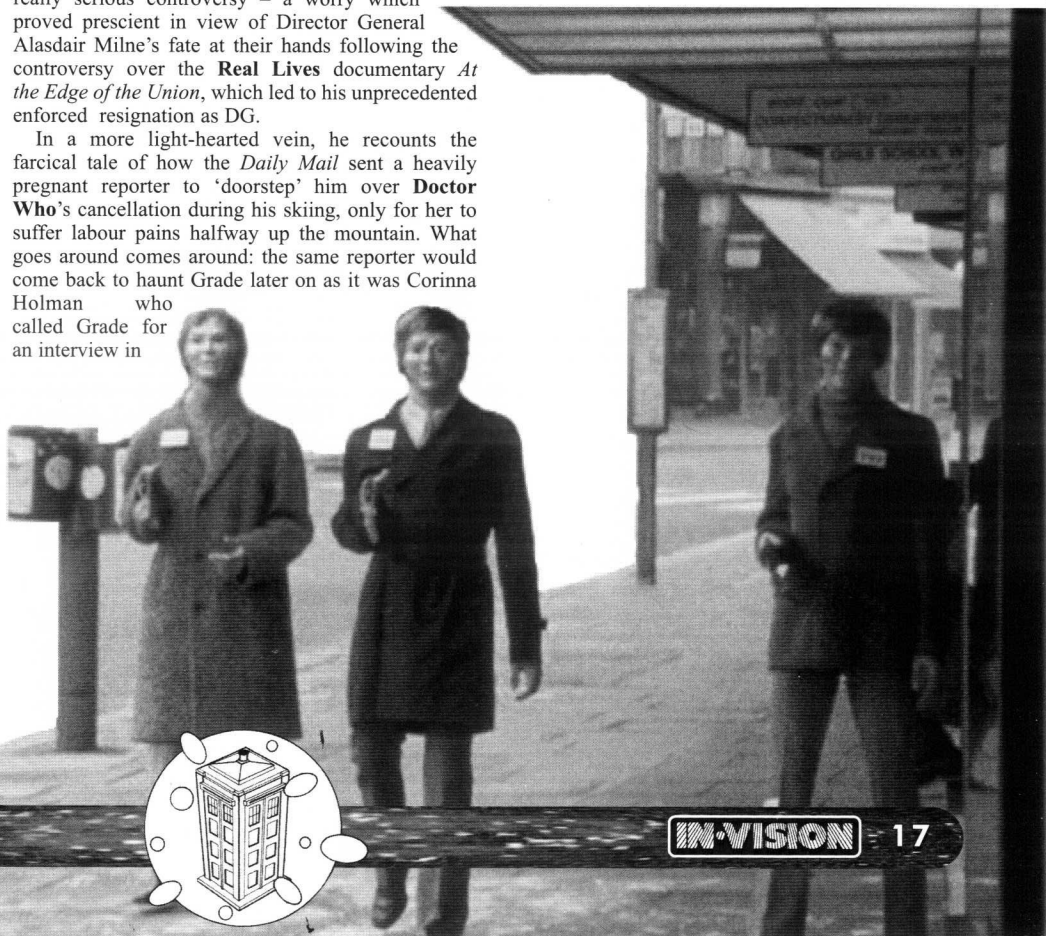 really serious controversy – a worry which
proved prescient in view of Director General
Alasdair Milne's fate at their hands following the
controversy over the Real Lives documentary At
the Edge of the Union, which led to his unprecedented
enforced resignation as DG.
In a more light-hearted vein, he recounts the
farcical tale of how the Daily Mail sent a heavily
pregnant reporter to 'doorstep' him over Doctor
Who's cancellation during his skiing, only for her to
suffer labour pains halfway up the mountain. What
goes around comes around: the same reporter would
come back to haunt Grade later on as it was Corinna
Holman who
called Grade for
an interview in
GIRLS SCHOOL
IN·VISION 17